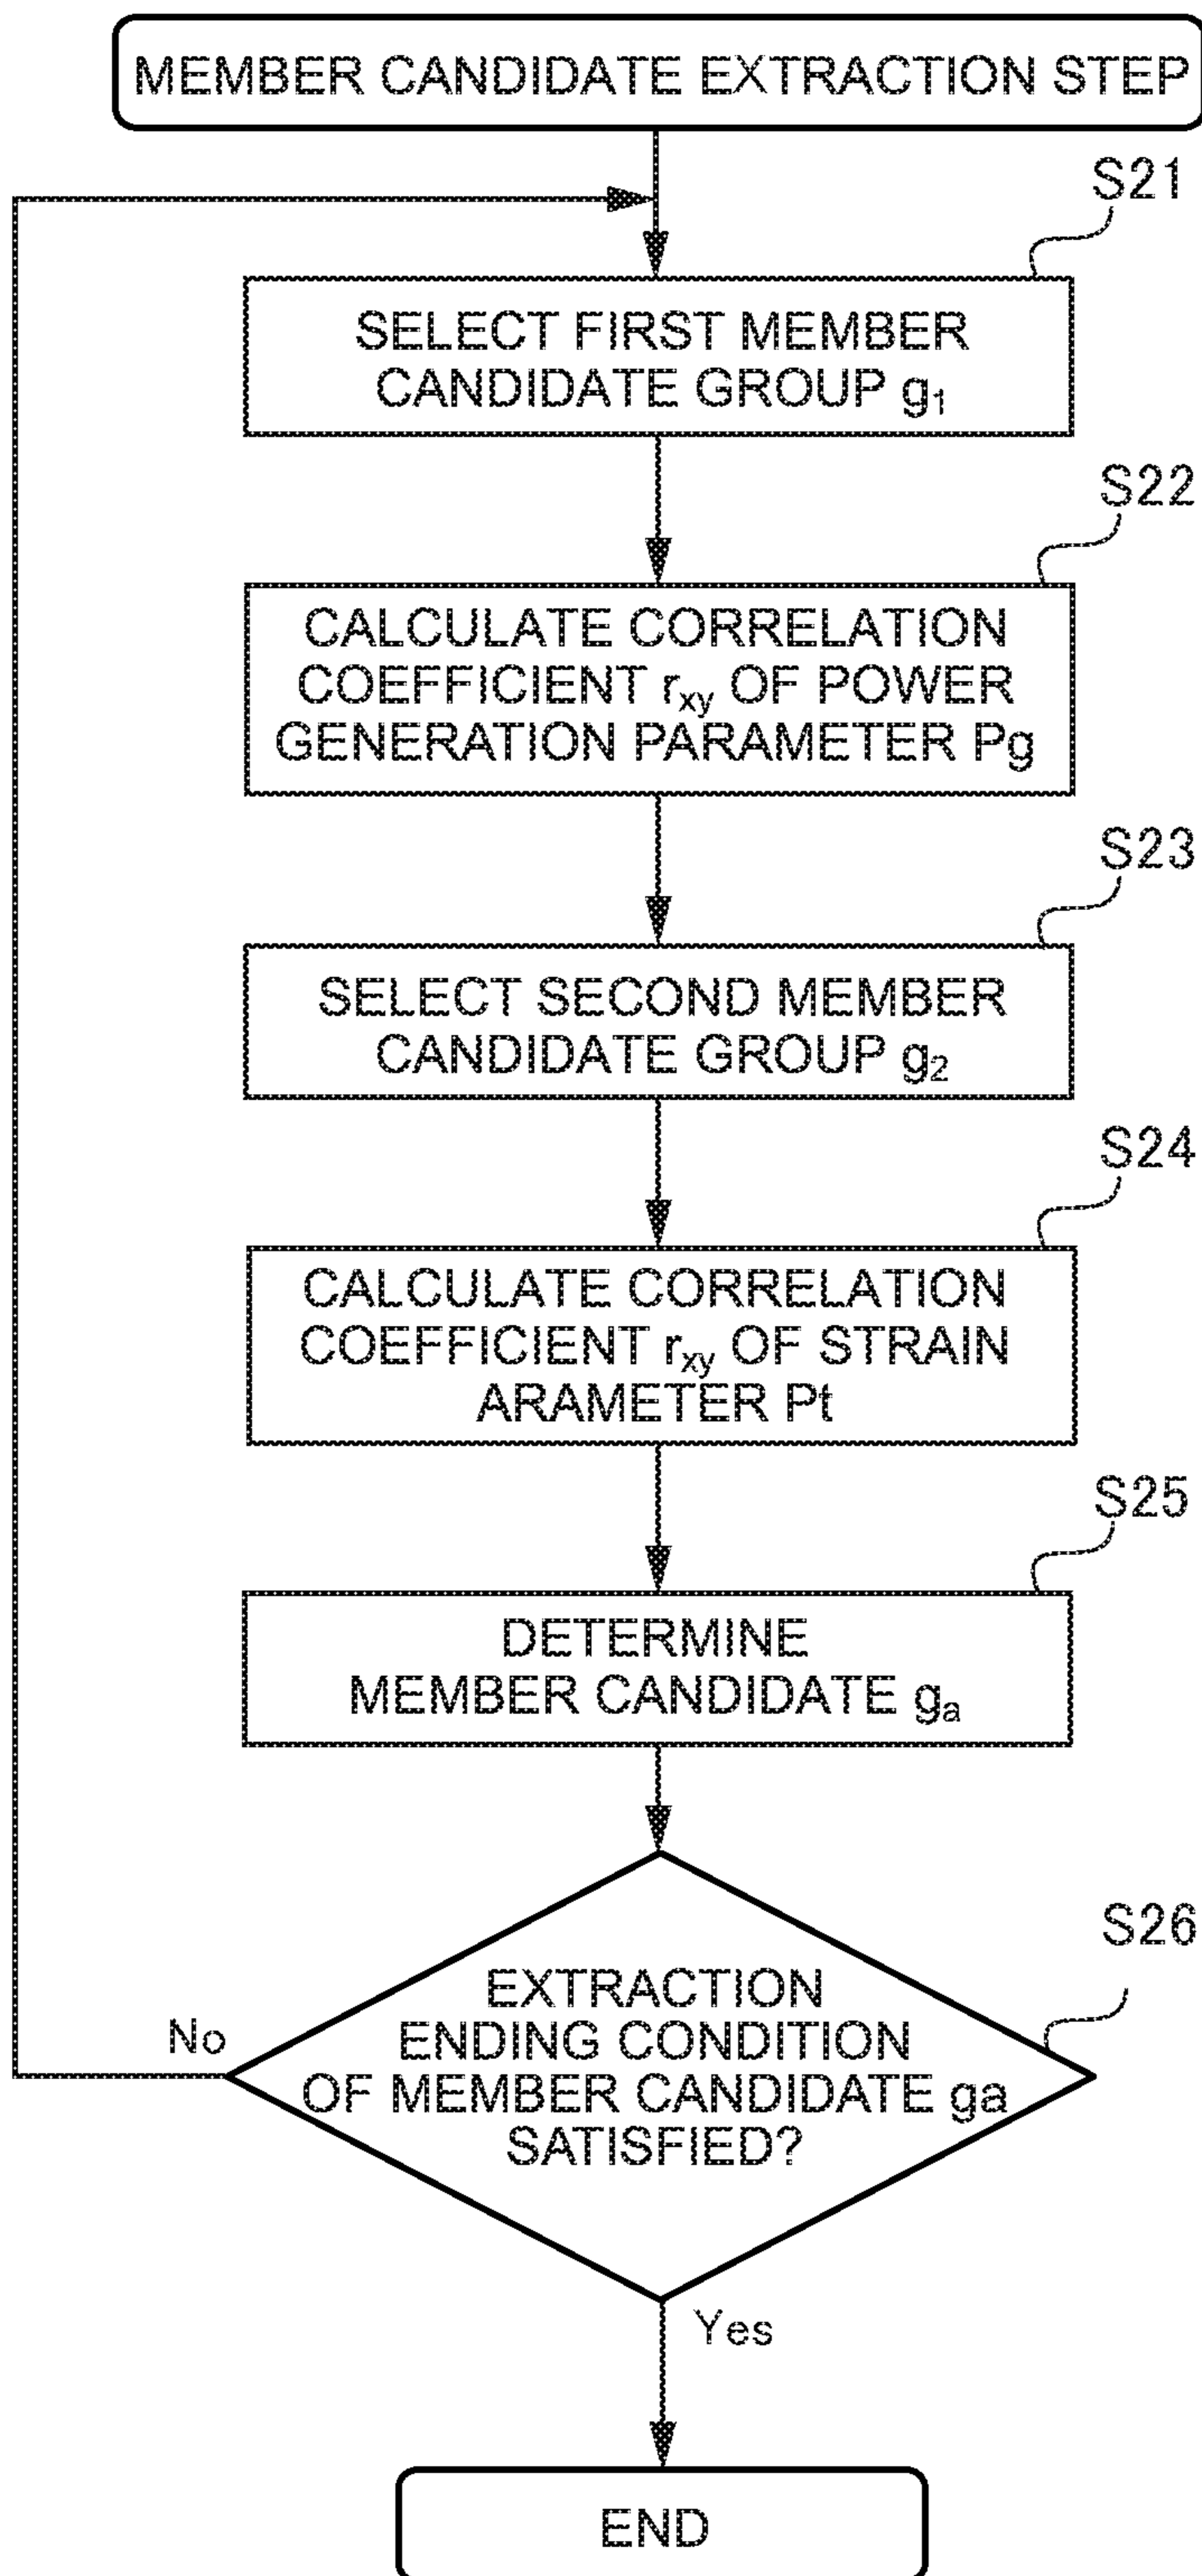 MEMBER CANDIDATE EXTRACTION STEP
S21
SELECT FIRST MEMBER
CANDIDATE GROUP g₁
S22
CALCULATE CORRELATION
COEFFICIENT rxy OF POWER
GENERATION PARAMETER Pg
S23
SELECT SECOND MEMBER
CANDIDATE GROUP g₂
S24
CALCULATE CORRELATION
COEFFICIENT rxy OF STRAIN
ARAMETER Pt
S25
DETERMINE
MEMBER CANDIDATE gₐ
S26
EXTRACTION
ENDING CONDITION
OF MEMBER CANDIDATE ga
SATISFIED?
No
Yes
END